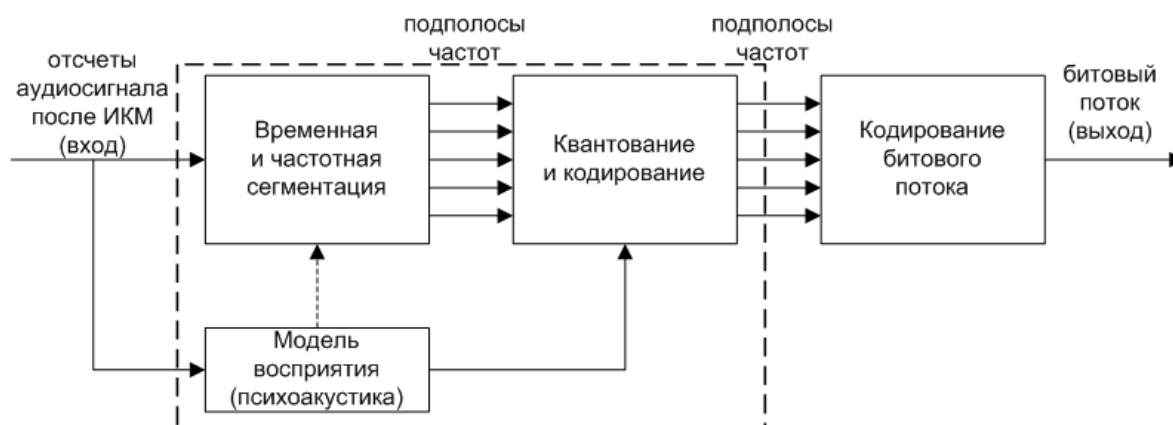 подполосы
частот
подполосы
частот
отсчеты
аудиосигнала
после ИКМ
(вход)
Временная
и частотная
сегментация
Квантование
и кодирование
Кодирование
битового
потока
битовый
поток
(выход)
Модель
восприятия
(психоакустика)